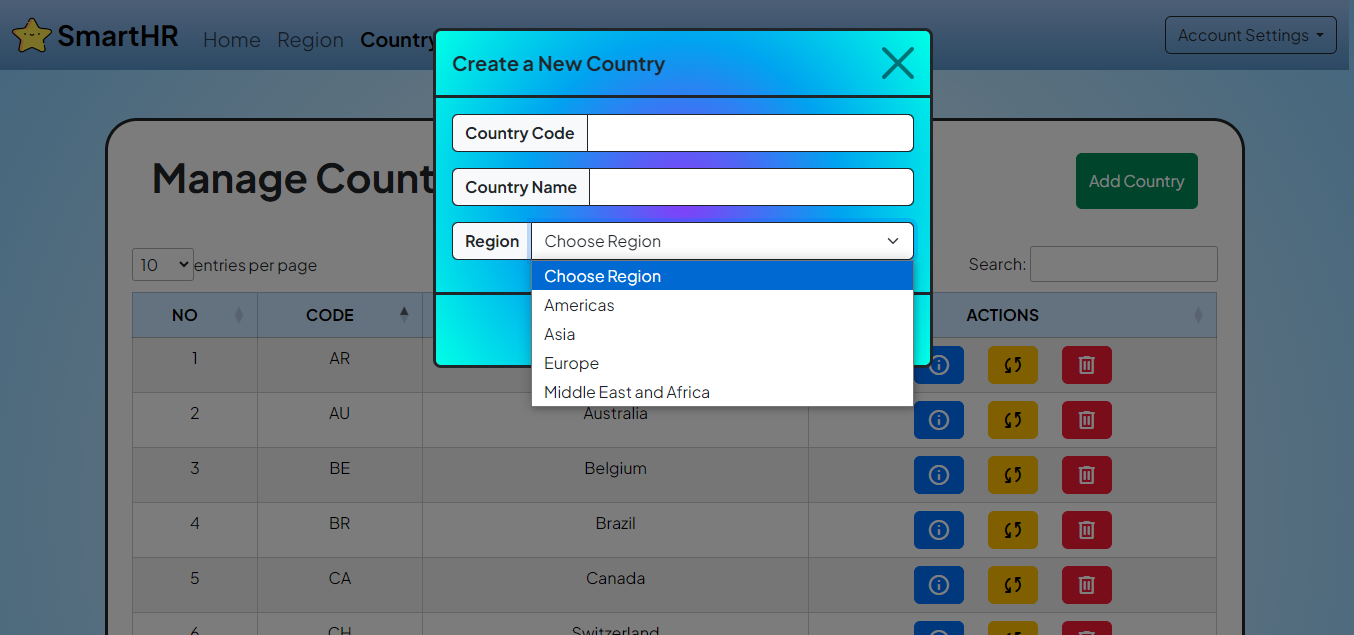 SmartHR Home Region Country
Account Settings
Create a New Country
Country Code
Country Name
Region Choose Region
Choose Region
Americas
Asia
Europe
Middle East and Africa
Manage Count
Add Country
10 entries per page
Search:
NO CODE ACTIONS
1 AR
2 AU Australia
3 BE Belgium
4 BR Brazil
5 CA Canada
6 CH Switzerland